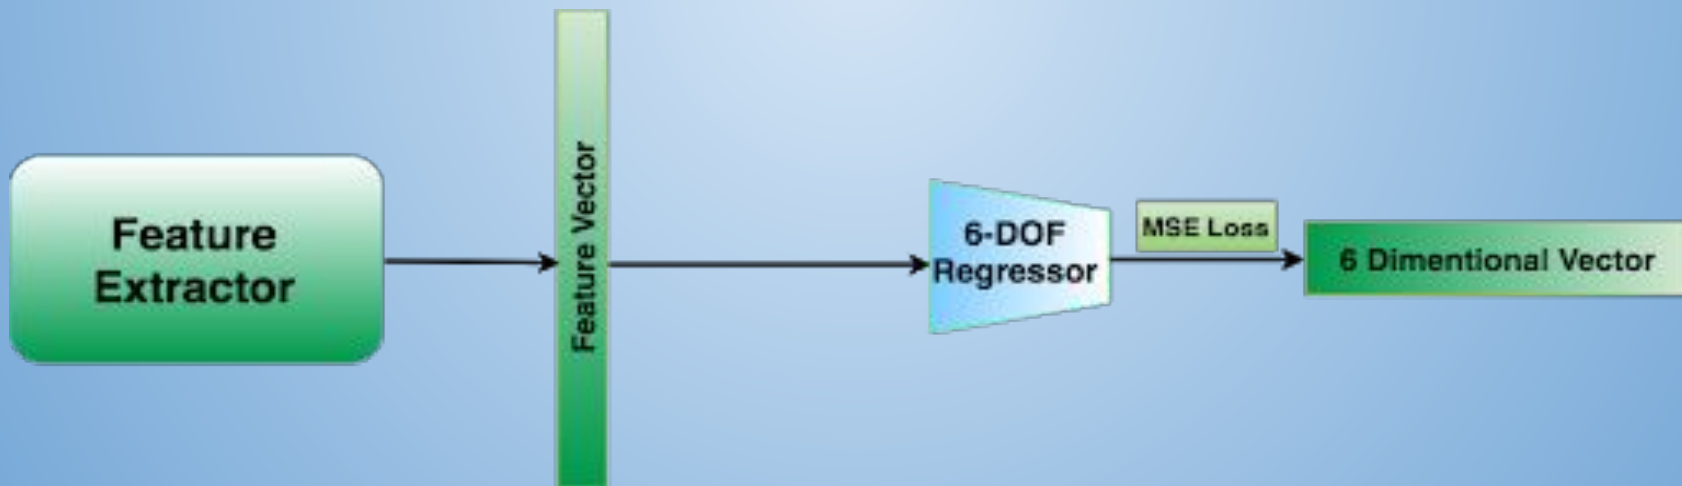 Feature
Extractor
Feature Vector
6-DOF
Regressor
MSE Loss
6 Dimentional Vector